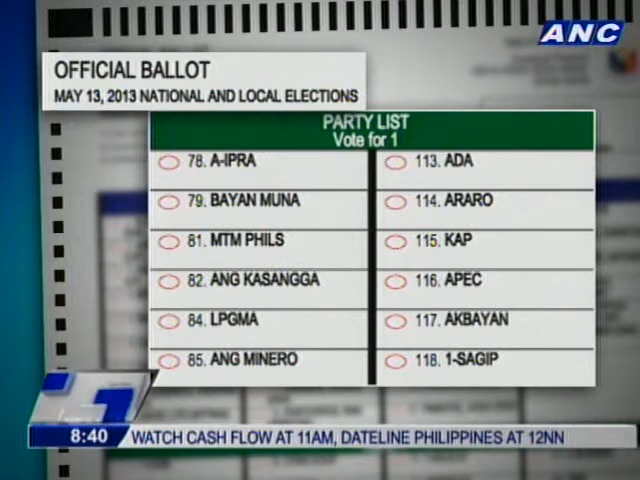 ANC
OFFICIAL BALLOT
MAY 13, 2013 NATIONAL AND LOCAL ELECTIONS
PARTY LIST
Vote for 1
78. A-IPRA
79. BAYAN MUNA
81. MTM PHILS
82. ANG KASANGGA
84. LPGMA
85. ANG MINERO
113. ADA
114. ARARO
115. KAP
116. APEC
117. AKBAYAN
118. 1-SAGIP
8:40 WATCH CASH FLOW AT 11AM, DATELINE PHILIPPINES AT 12NN